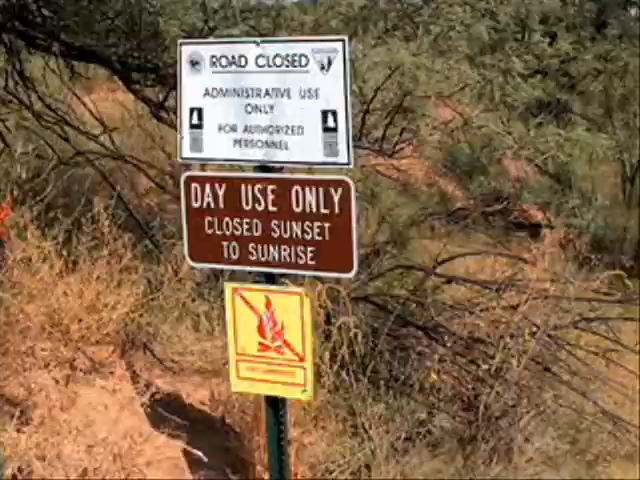 ROAD CLOSED
ADMINISTRATIVE USE
ONLY
FOR AUTHORIZED
PERSONNEL
DAY USE ONLY
CLOSED SUNSET
TO SUNRISE